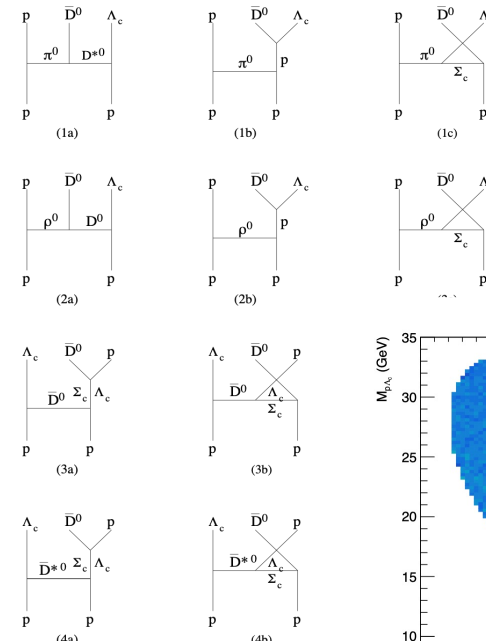 p D̅⁰ Λc p D̅⁰ Λc p D̅⁰
π⁰ D*⁰ π⁰ p π⁰ Σc
p p p p p p
(1a) (1b) (1c)
p D̅⁰ Λc p D̅⁰ Λc p D̅⁰
ρ⁰ D⁰ ρ⁰ p ρ⁰ Σc
p p p p p p
(2a) (2b)
Λc D̅⁰ p Λc D̅⁰ p
D̅⁰ Σc Λc D̅⁰ Λc Σc
p p p p
(3a) (3b)
Λc D̅⁰ p Λc D̅⁰ p
D̅*⁰ Σc Λc D̅*⁰ Λc Σc
p p p p
(4a) (4b)
MpΛc (GeV)
35
30
25
20
15
10